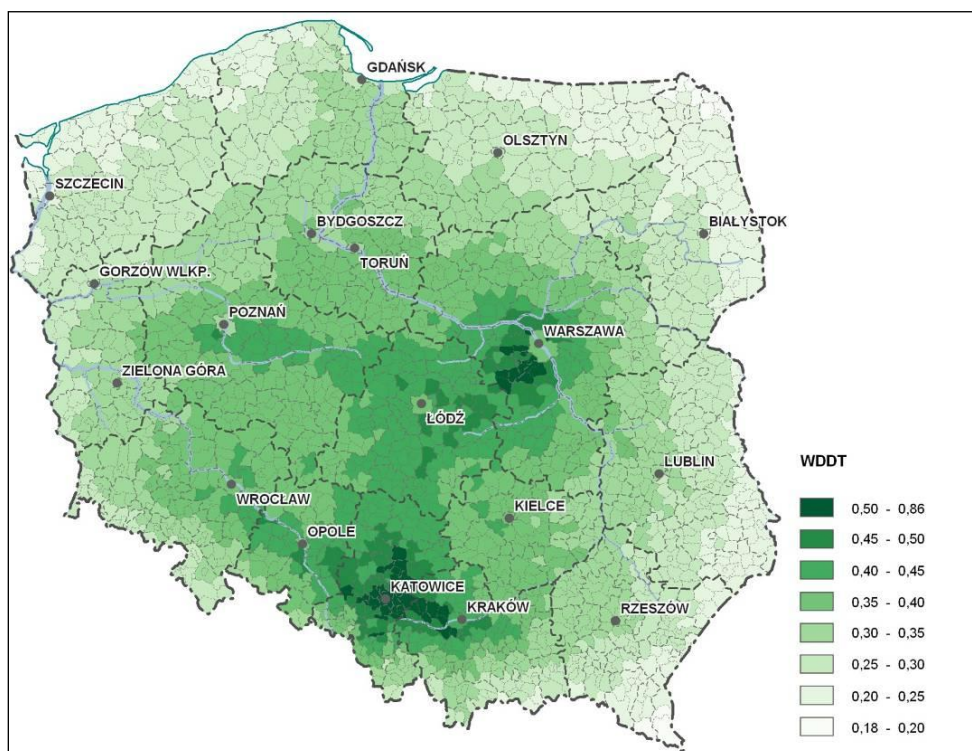 GDAŃSK
OLSZTYN
SZCZECIN
BYDGOSZCZ
BIAŁYSTOK
TORUŃ
GORZÓW WLKP.
POZNAŃ
WARSZAWA
ZIELONA GÓRA
ŁÓDŹ
LUBLIN
WROCŁAW
KIELCE
OPOLE
KATOWICE
KRAKÓW
RZESZÓW
WDDT
0,50 - 0,86
0,45 - 0,50
0,40 - 0,45
0,35 - 0,40
0,30 - 0,35
0,25 - 0,30
0,20 - 0,25
0,18 - 0,20